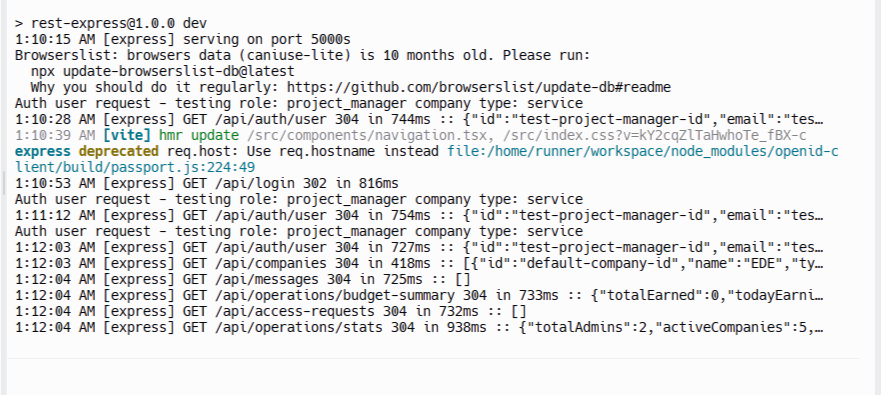 > rest-express@1.0.0 dev
1:10:15 AM [express] serving on port 5000s
Browserslist: browsers data (caniuse-lite) is 10 months old. Please run:
  npx update-browserslist-db@latest
  Why you should do it regularly: https://github.com/browserslist/update-db#readme
Auth user request - testing role: project_manager company type: service
1:10:28 AM [express] GET /api/auth/user 304 in 744ms :: {"id":"test-project-manager-id","email":"tes…
1:10:39 AM [vite] hmr update /src/components/navigation.tsx, /src/index.css?v=kY2cqZlTaHwhoTe_fBX-c
express deprecated req.host: Use req.hostname instead file:/home/runner/workspace/node_modules/openid-c
lient/build/passport.js:224:49
1:10:53 AM [express] GET /api/login 302 in 816ms
Auth user request - testing role: project_manager company type: service
1:11:12 AM [express] GET /api/auth/user 304 in 754ms :: {"id":"test-project-manager-id","email":"tes…
Auth user request - testing role: project_manager company type: service
1:12:03 AM [express] GET /api/auth/user 304 in 727ms :: {"id":"test-project-manager-id","email":"tes…
1:12:03 AM [express] GET /api/companies 304 in 418ms :: [{"id":"default-company-id","name":"EDE","ty…
1:12:04 AM [express] GET /api/messages 304 in 725ms :: []
1:12:04 AM [express] GET /api/operations/budget-summary 304 in 733ms :: {"totalEarned":0,"todayEarni…
1:12:04 AM [express] GET /api/access-requests 304 in 732ms :: []
1:12:04 AM [express] GET /api/operations/stats 304 in 938ms :: {"totalAdmins":2,"activeCompanies":5,…